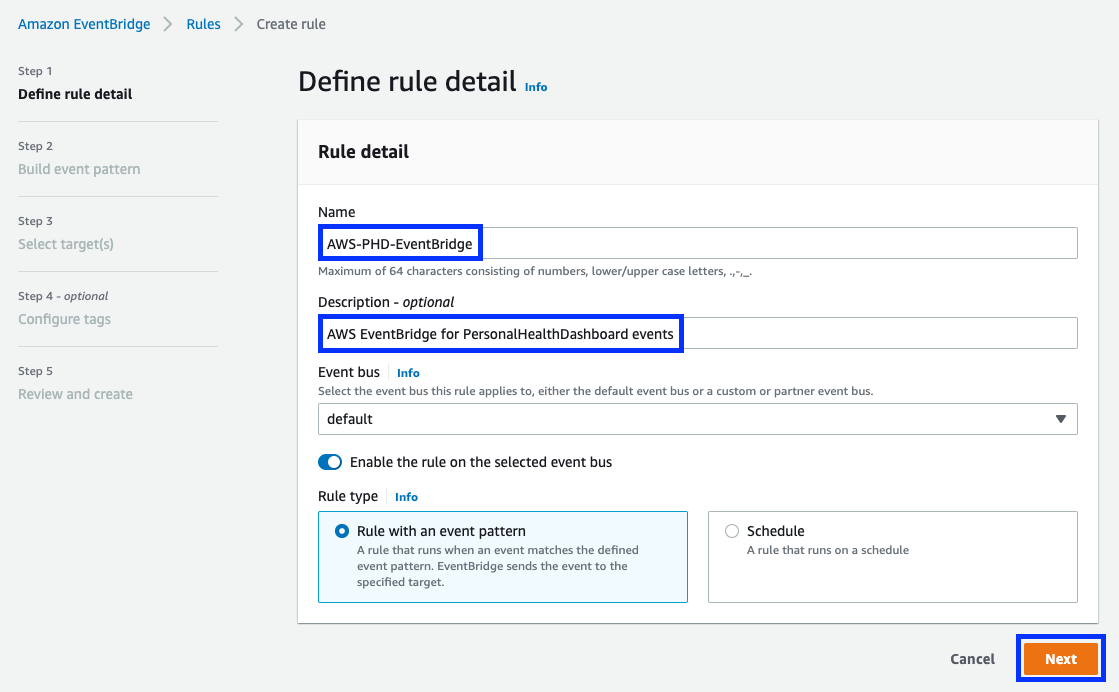 Amazon EventBridge > Rules > Create rule
Step 1
Define rule detail
Step 2
Build event pattern
Step 3
Select target(s)
Step 4 - optional
Configure tags
Step 5
Review and create
Define rule detail Info
Rule detail
Name
AWS-PHD-EventBridge
Maximum of 64 characters consisting of numbers, lower/upper case letters, .,-,_.
Description - optional
AWS EventBridge for PersonalHealthDashboard events
Event bus Info
Select the event bus this rule applies to, either the default event bus or a custom or partner event bus.
default
Enable the rule on the selected event bus
Rule type Info
Rule with an event pattern
A rule that runs when an event matches the defined
event pattern. EventBridge sends the event to the
specified target.
Schedule
A rule that runs on a schedule
Cancel Next